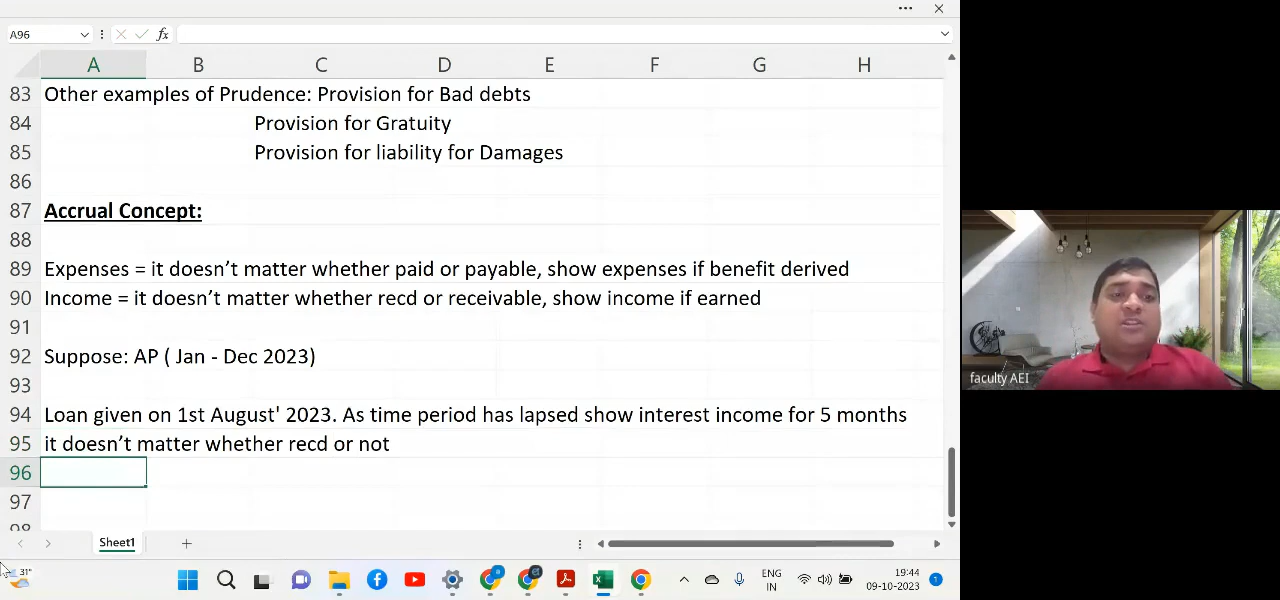 A96
fx
A B C D E F G H
83 Other examples of Prudence: Provision for Bad debts
84 Provision for Gratuity
85 Provision for liability for Damages
86
87 Accrual Concept:
88
89 Expenses = it doesn't matter whether paid or payable, show expenses if benefit derived
90 Income = it doesn't matter whether recd or receivable, show income if earned
91
92 Suppose: AP ( Jan - Dec 2023)
93
94 Loan given on 1st August' 2023. As time period has lapsed show interest income for 5 months
95 it doesn't matter whether recd or not
96
97
98
Sheet1
faculty AEI
31°
ENG
IN
19:44
09-10-2023
1